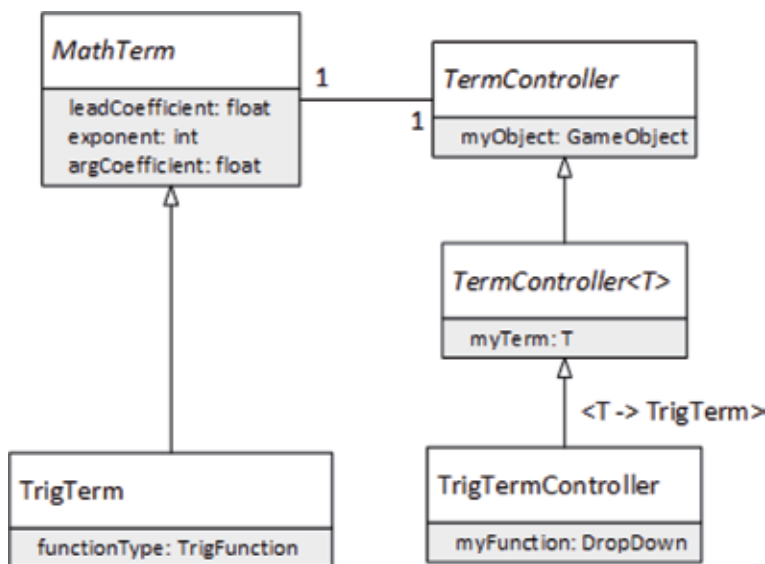 MathTerm
leadCoefficient: float
exponent: int
argCoefficient: float
1
1
TermController
myObject: GameObject
TermController<T>
myTerm: T
<T -> TrigTerm>
TrigTerm
functionType: TrigFunction
TrigTermController
myFunction: DropDown